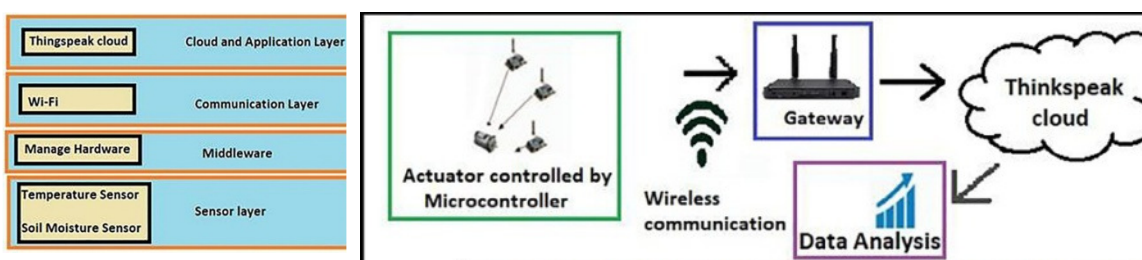 Thingspeak cloud
Cloud and Application Layer
Wi-Fi
Communication Layer
Manage Hardware
Middleware
Temperature Sensor
Soil Moisture Sensor
Sensor layer
Actuator controlled by
Microcontroller
Wireless
communication
Gateway
Thinkspeak
cloud
Data Analysis